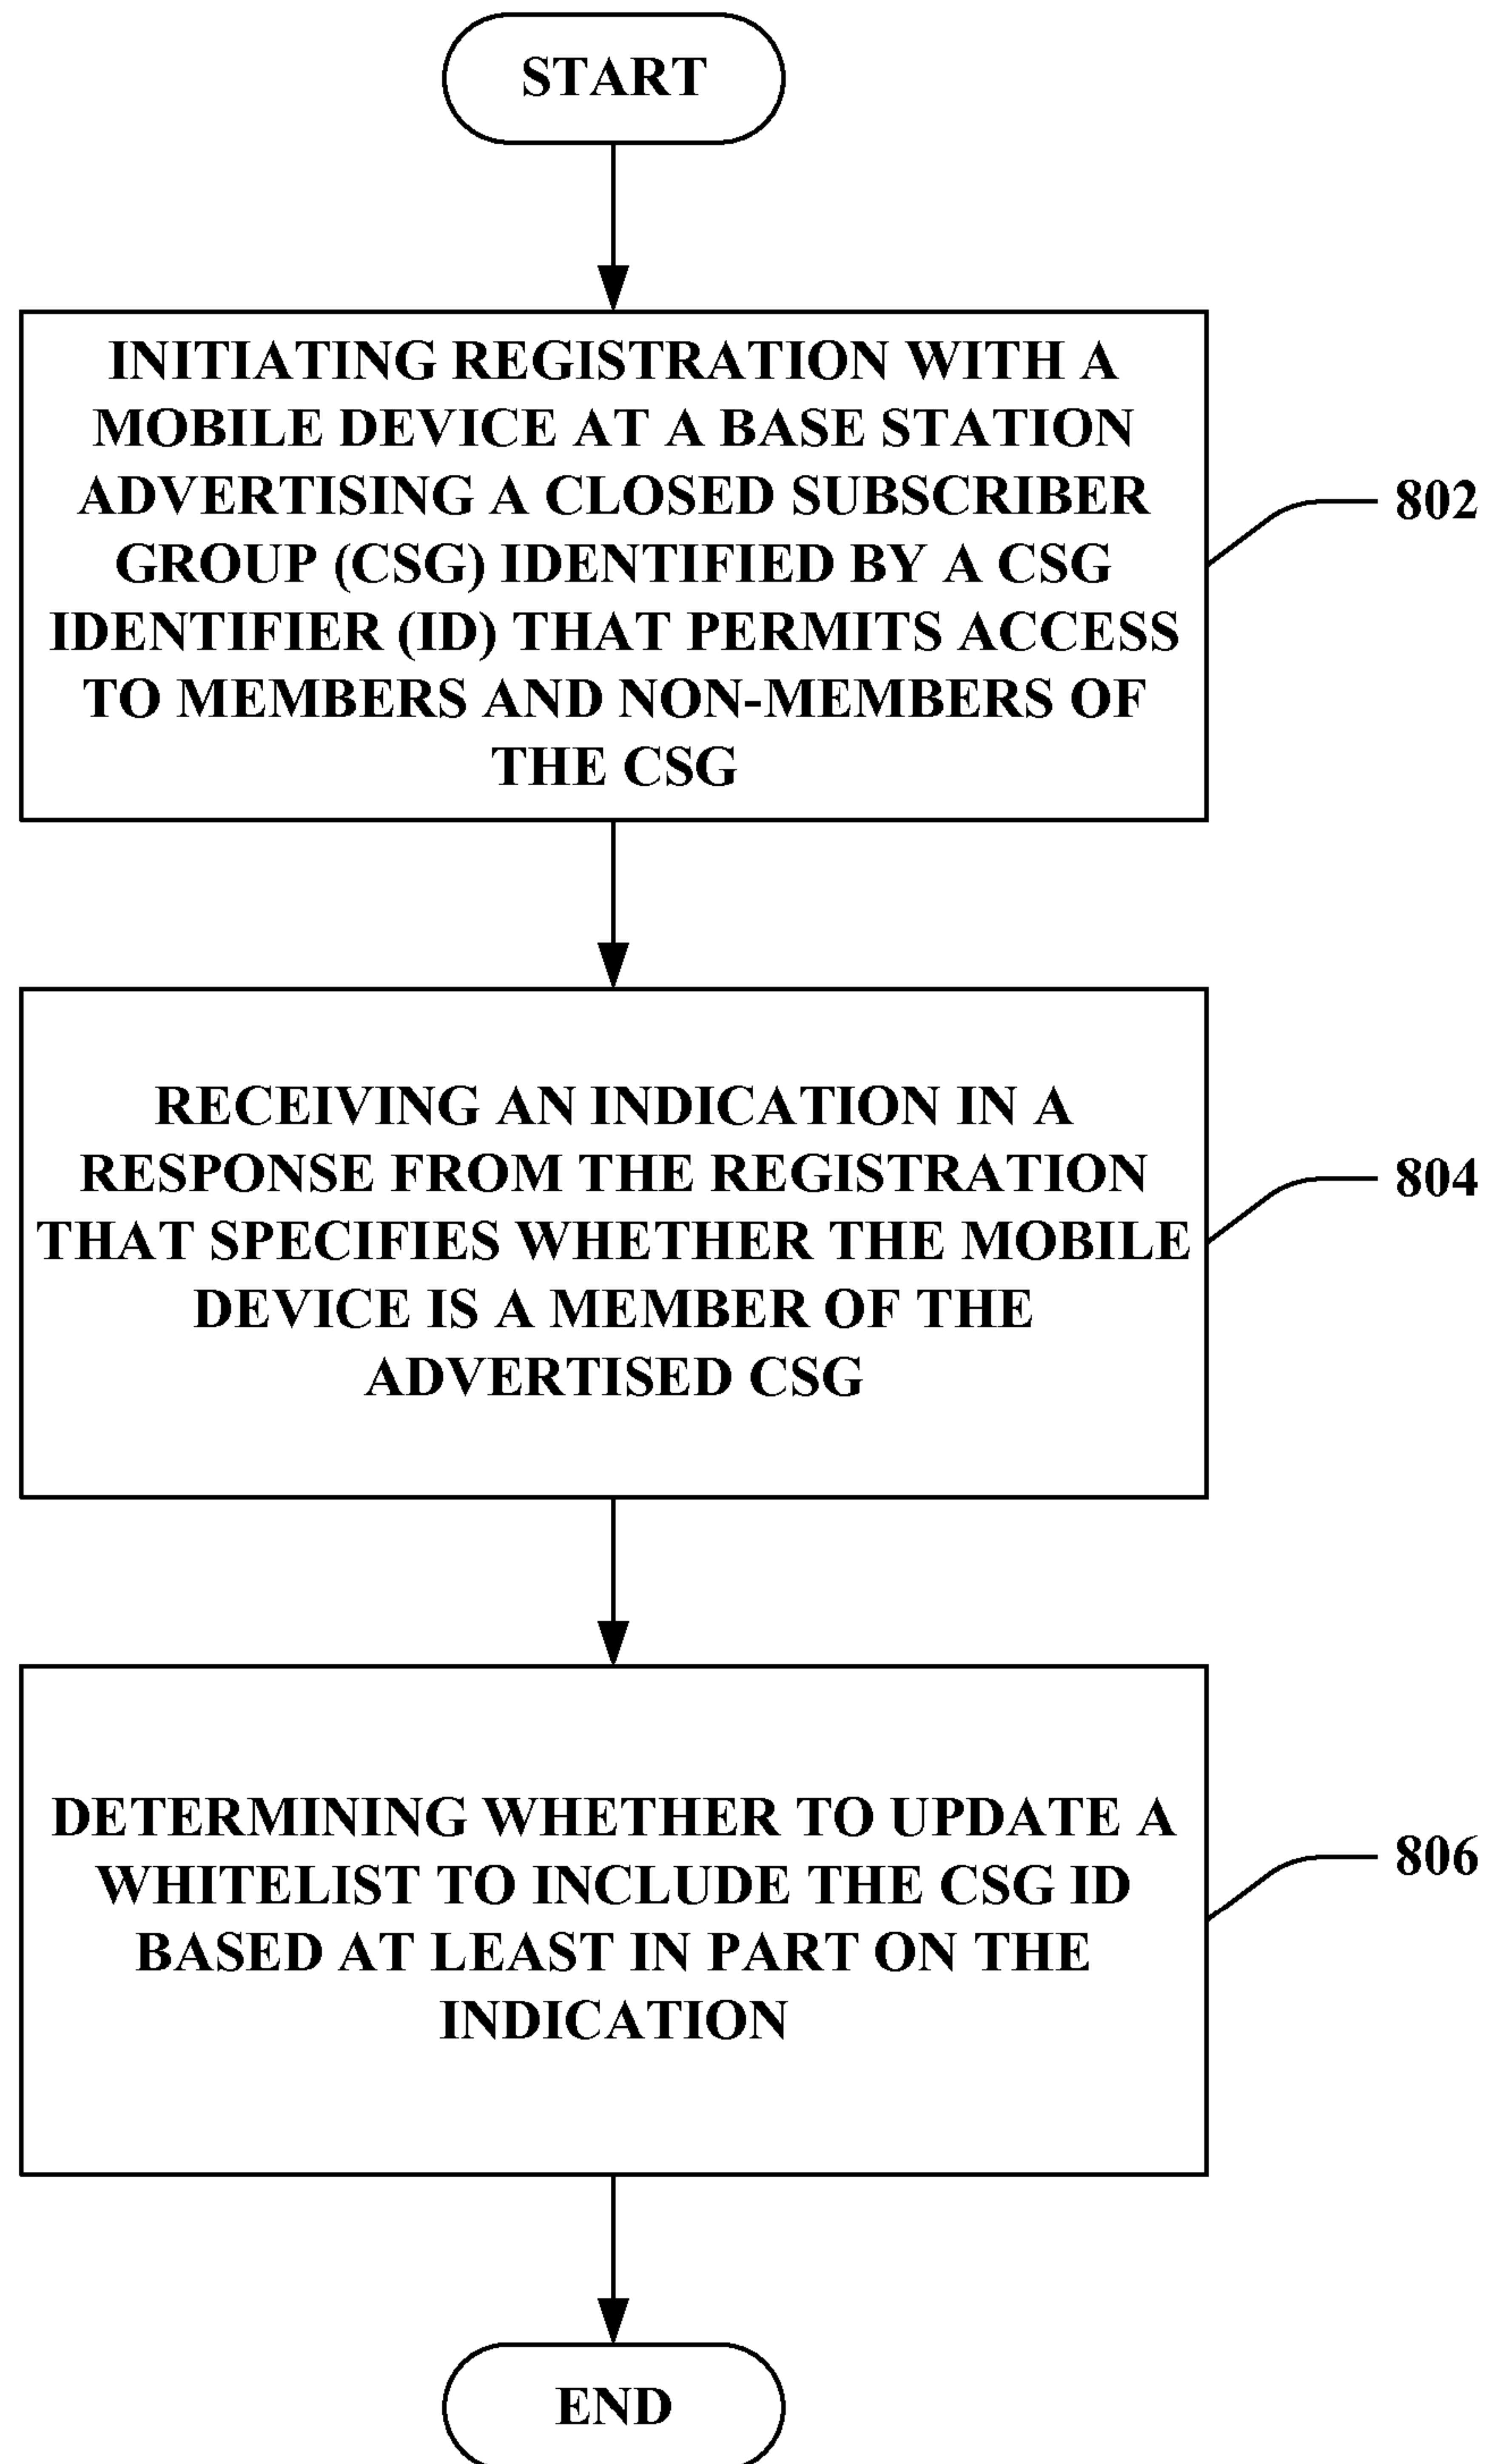 START
INITIATING REGISTRATION WITH A
MOBILE DEVICE AT A BASE STATION
ADVERTISING A CLOSED SUBSCRIBER
GROUP (CSG) IDENTIFIED BY A CSG
IDENTIFIER (ID) THAT PERMITS ACCESS
TO MEMBERS AND NON-MEMBERS OF
THE CSG
802
RECEIVING AN INDICATION IN A
RESPONSE FROM THE REGISTRATION
THAT SPECIFIES WHETHER THE MOBILE
DEVICE IS A MEMBER OF THE
ADVERTISED CSG
804
DETERMINING WHETHER TO UPDATE A
WHITELIST TO INCLUDE THE CSG ID
BASED AT LEAST IN PART ON THE
INDICATION
806
END